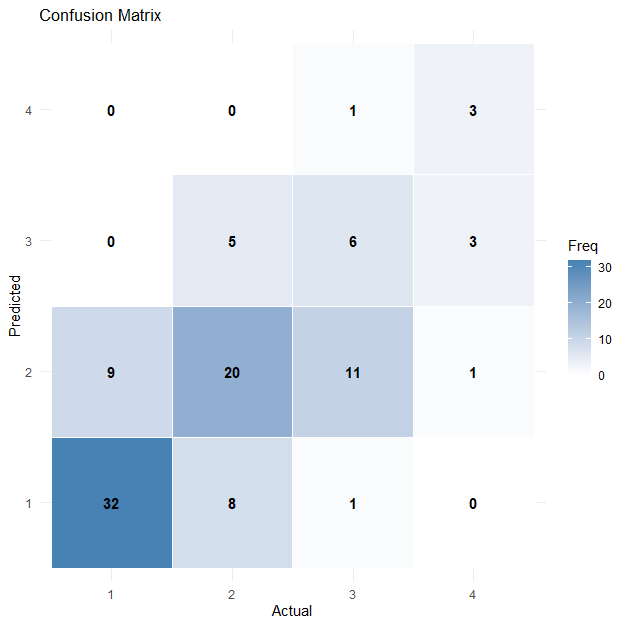 Confusion Matrix
4 0 0 1 3
3 0 5 6 3
2 9 20 11 1
1 32 8 1 0
1 2 3 4
Actual
Predicted
Freq
30
20
10
0